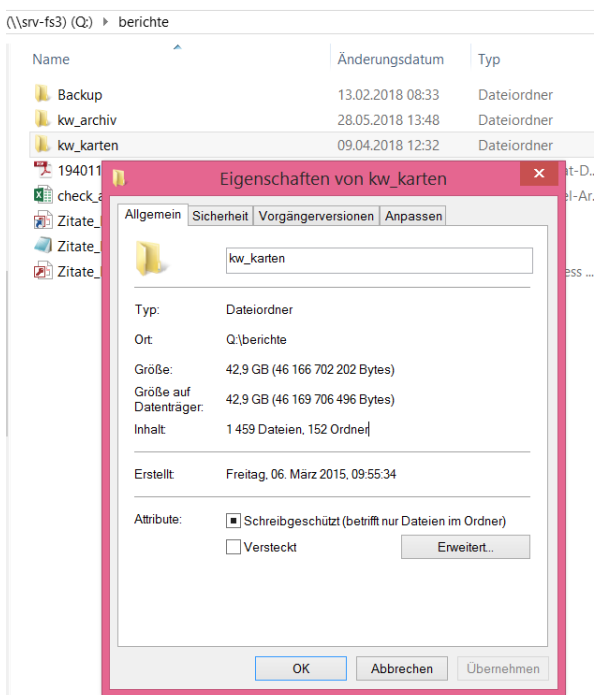 (\\srv-fs3) (Q:) berichte
Name Änderungsdatum Typ
Backup 13.02.2018 08:33 Dateiordner
kw_archiv 28.05.2018 13:48 Dateiordner
kw_karten 09.04.2018 12:32 Dateiordner
194011
check_a
Zitate_
Zitate_
Zitate_
at-D...
el-Ar...
ess ...
Eigenschaften von kw_karten
Allgemein Sicherheit Vorgängerversionen Anpassen
kw_karten
Typ: Dateiordner
Ort: Q:\berichte
Größe: 42,9 GB (46 166 702 202 Bytes)
Größe auf
Datenträger: 42,9 GB (46 169 706 496 Bytes)
Inhalt: 1 459 Dateien, 152 Ordner
Erstellt: Freitag, 06. März 2015, 09:55:34
Attribute: Schreibgeschützt (betrifft nur Dateien im Ordner)
Versteckt Erweitert...
OK Abbrechen Übernehmen